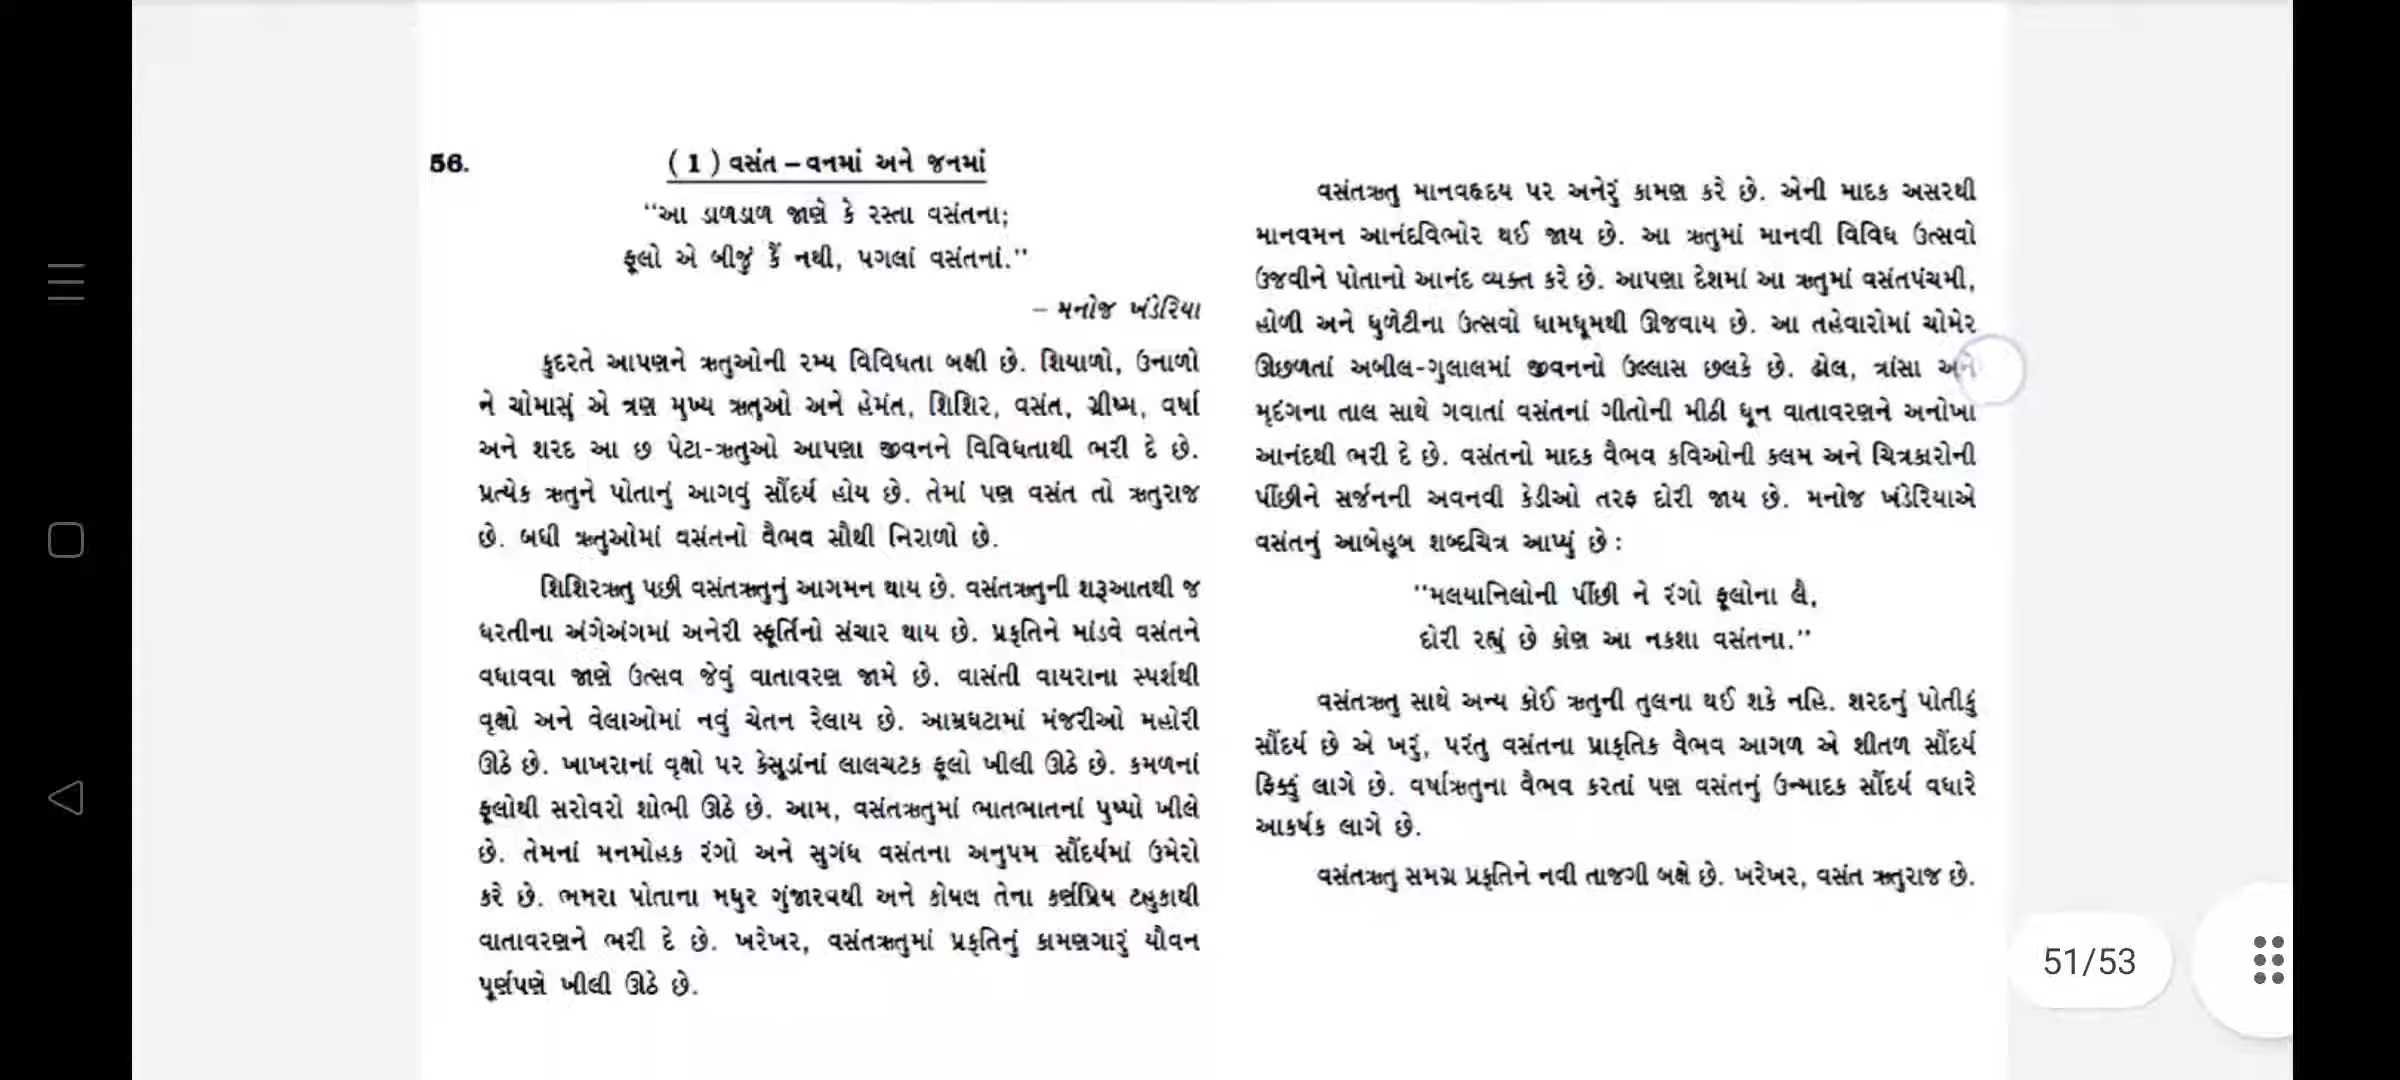 56.
( 1 ) વસંત – વનમાં અને જનમાં
“આ ડાળડાળ જાણે કે રસ્તા વસંતના;
ફૂલો એ બીજું કૈં નથી, પગલાં વસંતનાં.”
– મનોજ ખંડેરિયા
કુદરતે આપણને ઋતુઓની રમ્ય વિવિધતા બક્ષી છે. શિયાળો, ઉનાળો
ને ચોમાસું એ ત્રણ મુખ્ય ઋતુઓ અને હેમંત, શિશિર, વસંત, ગ્રીષ્મ, વર્ષા
અને શરદ આ છ પેટા-ઋતુઓ આપણા જીવનને વિવિધતાથી ભરી દે છે.
પ્રત્યેક ઋતુને પોતાનું આગવું સૌંદર્ય હોય છે. તેમાં પણ વસંત તો ઋતુરાજ
છે. બધી ઋતુઓમાં વસંતનો વૈભવ સૌથી નિરાળો છે.
શિશિરઋતુ પછી વસંતઋતુનું આગમન થાય છે. વસંતઋતુની શરૂઆતથી જ
ધરતીના અંગેઅંગમાં અનેરી સ્ફૂર્તિનો સંચાર થાય છે. પ્રકૃતિને માંડવે વસંતને
વધાવવા જાણે ઉત્સવ જેવું વાતાવરણ જામે છે. વાસંતી વાયરાના સ્પર્શથી
વૃક્ષો અને વેલાઓમાં નવું ચેતન રેલાય છે. આમ્રઘટામાં મંજરીઓ મહોરી
ઊઠે છે. ખાખરાનાં વૃક્ષો પર કેસૂડાંનાં લાલચટક ફૂલો ખીલી ઊઠે છે. કમળનાં
ફૂલોથી સરોવરો શોભી ઊઠે છે. આમ, વસંતઋતુમાં ભાતભાતનાં પુષ્પો ખીલે
છે. તેમનાં મનમોહક રંગો અને સુગંધ વસંતના અનુપમ સૌંદર્યમાં ઉમેરો
કરે છે. ભમરા પોતાના મધુર ગુંજારવથી અને કોયલ તેના કર્ણપ્રિય ટહુકાથી
વાતાવરણને ભરી દે છે. ખરેખર, વસંતઋતુમાં પ્રકૃતિનું કામણગારું યૌવન
પૂર્ણપણે ખીલી ઊઠે છે.
વસંતઋતુ માનવહૃદય પર અનેરું કામણ કરે છે. એની માદક અસરથી
માનવમન આનંદવિભોર થઈ જાય છે. આ ઋતુમાં માનવી વિવિધ ઉત્સવો
ઉજવીને પોતાનો આનંદ વ્યક્ત કરે છે. આપણા દેશમાં આ ઋતુમાં વસંતપંચમી,
હોળી અને ધુળેટીના ઉત્સવો ધામધૂમથી ઊજવાય છે. આ તહેવારોમાં ચોમેર
ઊછળતાં અબીલ-ગુલાલમાં જીવનનો ઉલ્લાસ છલકે છે. ઢોલ, ત્રાંસા અને
મૃદંગના તાલ સાથે ગવાતાં વસંતનાં ગીતોની મીઠી ધૂન વાતાવરણને અનોખા
આનંદથી ભરી દે છે. વસંતનો માદક વૈભવ કવિઓની કલમ અને ચિત્રકારોની
પીંછીને સર્જનની અવનવી કેડીઓ તરફ દોરી જાય છે. મનોજ ખંડેરિયાએ
વસંતનું આબેહૂબ શબ્દચિત્ર આપ્યું છે :
“મલયાનિલોની પીંછી ને રંગો ફૂલોના લૈ,
દોરી રહ્યું છે કોણ આ નકશા વસંતના.”
વસંતઋતુ સાથે અન્ય કોઈ ઋતુની તુલના થઈ શકે નહિ. શરદનું પોતીકું
સૌંદર્ય છે એ ખરું, પરંતુ વસંતના પ્રાકૃતિક વૈભવ આગળ એ શીતળ સૌંદર્ય
ફિક્કું લાગે છે. વર્ષાઋતુના વૈભવ કરતાં પણ વસંતનું ઉન્માદક સૌંદર્ય વધારે
આકર્ષક લાગે છે.
વસંતઋતુ સમગ્ર પ્રકૃતિને નવી તાજગી બક્ષે છે. ખરેખર, વસંત ઋતુરાજ છે.
51/53